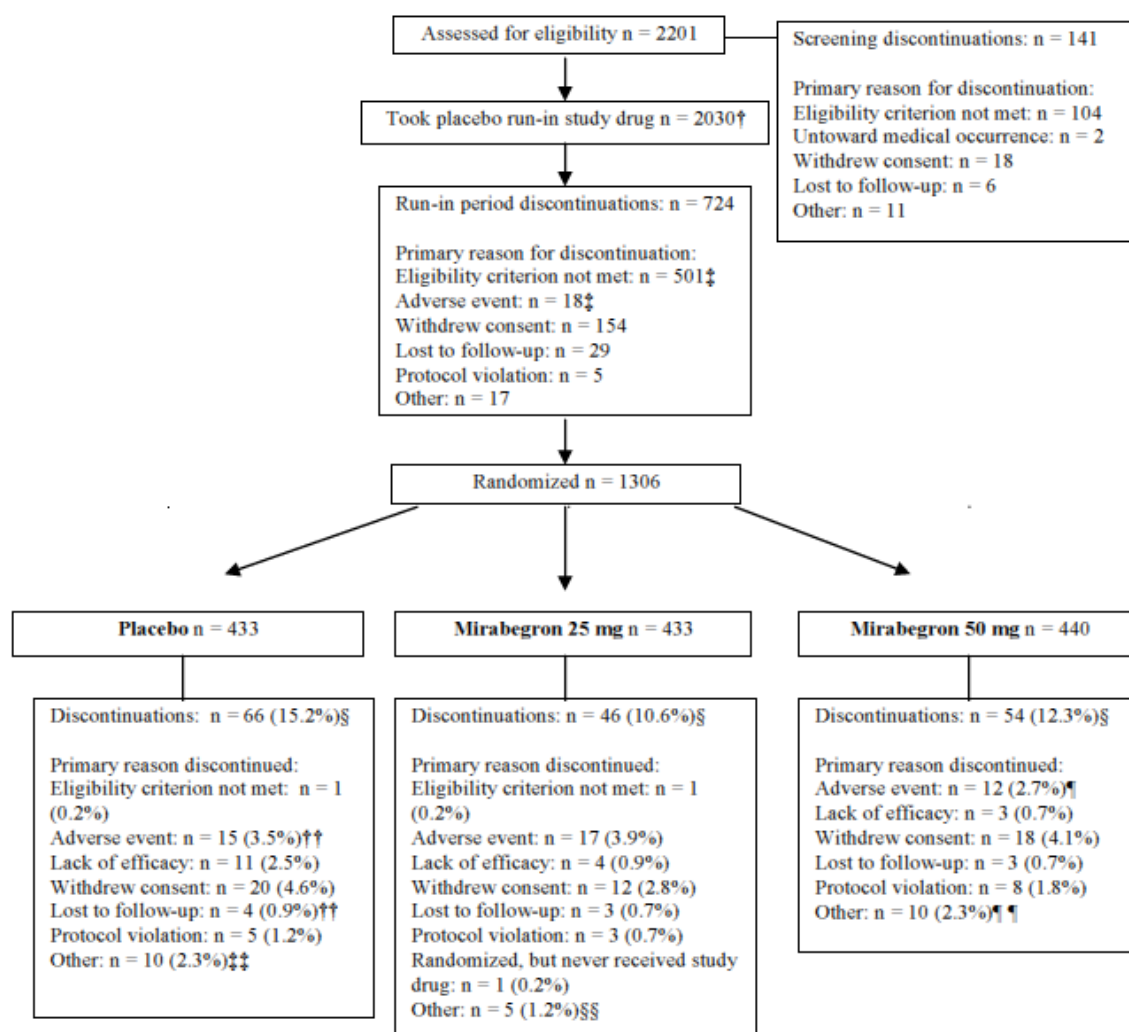 Assessed for eligibility n = 2201
Screening discontinuations: n = 141
Primary reason for discontinuation:
Eligibility criterion not met: n = 104
Untoward medical occurrence: n = 2
Withdrew consent: n = 18
Lost to follow-up: n = 6
Other: n = 11
Took placebo run-in study drug n = 2030†
Run-in period discontinuations: n = 724
Primary reason for discontinuation:
Eligibility criterion not met: n = 501‡
Adverse event: n = 18‡
Withdrew consent: n = 154
Lost to follow-up: n = 29
Protocol violation: n = 5
Other: n = 17
Randomized n = 1306
Placebo n = 433
Discontinuations: n = 66 (15.2%)§
Primary reason discontinued:
Eligibility criterion not met: n = 1
(0.2%)
Adverse event: n = 15 (3.5%)††
Lack of efficacy: n = 11 (2.5%)
Withdrew consent: n = 20 (4.6%)
Lost to follow-up: n = 4 (0.9%)††
Protocol violation: n = 5 (1.2%)
Other: n = 10 (2.3%)‡‡
Mirabegron 25 mg n = 433
Discontinuations: n = 46 (10.6%)§
Primary reason discontinued:
Eligibility criterion not met: n = 1
(0.2%)
Adverse event: n = 17 (3.9%)
Lack of efficacy: n = 4 (0.9%)
Withdrew consent: n = 12 (2.8%)
Lost to follow-up: n = 3 (0.7%)
Protocol violation: n = 3 (0.7%)
Randomized, but never received study
drug: n = 1 (0.2%)
Other: n = 5 (1.2%)§§
Mirabegron 50 mg n = 440
Discontinuations: n = 54 (12.3%)§
Primary reason discontinued:
Adverse event: n = 12 (2.7%)¶
Lack of efficacy: n = 3 (0.7%)
Withdrew consent: n = 18 (4.1%)
Lost to follow-up: n = 3 (0.7%)
Protocol violation: n = 8 (1.8%)
Other: n = 10 (2.3%)¶ ¶